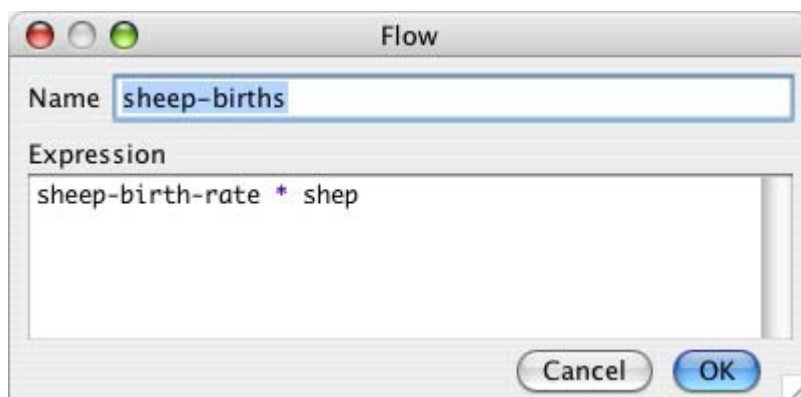 Flow
Name sheep-births
Expression
sheep-birth-rate * shep
Cancel OK